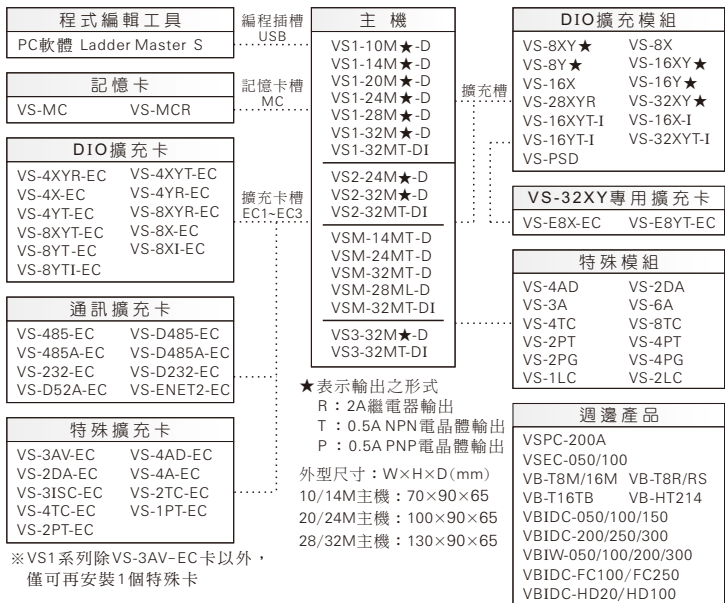 程式編輯工具
PC軟體 Ladder Master S
編程插槽
USB
記憶卡
VS-MC VS-MCR
記憶卡槽
MC
DIO擴充卡
VS-4XYR-EC VS-4XYT-EC
VS-4X-EC VS-4YR-EC
VS-4YT-EC VS-8XYR-EC
VS-8XYT-EC VS-8X-EC
VS-8YT-EC VS-8XI-EC
VS-8YTI-EC
擴充卡槽
EC1~EC3
通訊擴充卡
VS-485-EC VS-D485-EC
VS-485A-EC VS-D485A-EC
VS-232-EC VS-D232-EC
VS-D52A-EC VS-ENET2-EC
特殊擴充卡
VS-3AV-EC VS-4AD-EC
VS-2DA-EC VS-4A-EC
VS-3ISC-EC VS-2TC-EC
VS-4TC-EC VS-1PT-EC
VS-2PT-EC
※VS1系列除VS-3AV-EC卡以外，
僅可再安裝1個特殊卡
主機
VS1-10M★-D
VS1-14M★-D
VS1-20M★-D
VS1-24M★-D
VS1-28M★-D
VS1-32M★-D
VS1-32MT-DI
VS2-24M★-D
VS2-32M★-D
VS2-32MT-DI
VSM-14MT-D
VSM-24MT-D
VSM-32MT-D
VSM-28ML-D
VSM-32MT-DI
VS3-32M★-D
VS3-32MT-DI
★表示輸出之形式
R：2A繼電器輸出
T：0.5A NPN電晶體輸出
P：0.5A PNP電晶體輸出
外型尺寸：W×H×D(mm)
10/14M主機：70×90×65
20/24M主機：100×90×65
28/32M主機：130×90×65
擴充槽
DIO擴充模組
VS-8XY★ VS-8X
VS-8Y★ VS-16XY★
VS-16X VS-16Y★
VS-28XYR VS-32XY★
VS-16XYT-I VS-16X-I
VS-16YT-I VS-32XYT-I
VS-PSD
VS-32XY專用擴充卡
VS-E8X-EC VS-E8YT-EC
特殊模組
VS-4AD VS-2DA
VS-3A VS-6A
VS-4TC VS-8TC
VS-2PT VS-4PT
VS-2PG VS-4PG
VS-1LC VS-2LC
週邊產品
VSPC-200A
VSEC-050/100
VB-T8M/16M VB-T8R/RS
VB-T16TB VB-HT214
VBIDC-050/100/150
VBIDC-200/250/300
VBIW-050/100/200/300
VBIDC-FC100/FC250
VBIDC-HD20/HD100